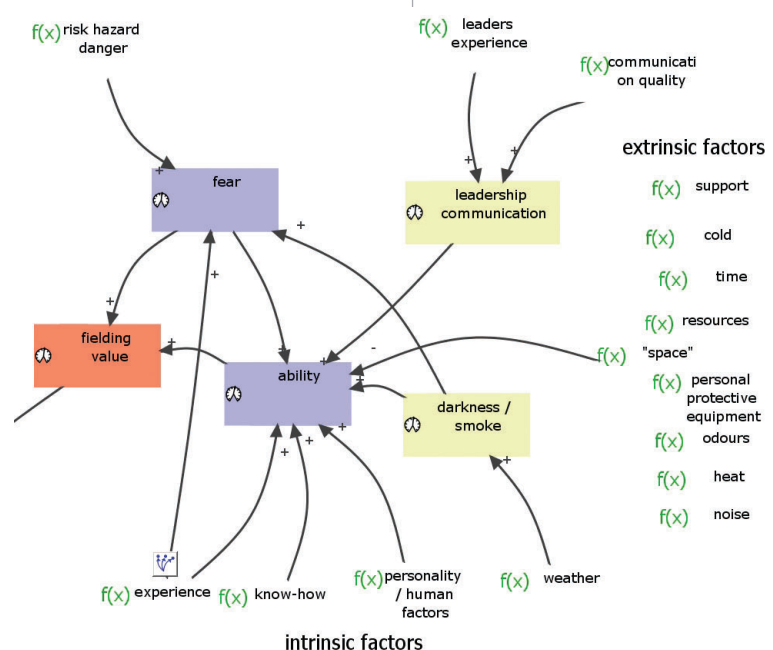 f(x) risk hazard
danger
f(x) leaders
experience
f(x) communicati
on quality
extrinsic factors
+
+
+
fear
leadership
communication
f(x) support
+
f(x) cold
+
f(x) time
+
fielding
value
+
f(x) resources
+
-
f(x) "space"
ability
f(x) personal
protective
equipment
darkness /
smoke
+
+
+
f(x) odours
+
f(x) heat
f(x) noise
f(x) experience
f(x) know-how
f(x) personality
/ human
factors
f(x) weather
intrinsic factors